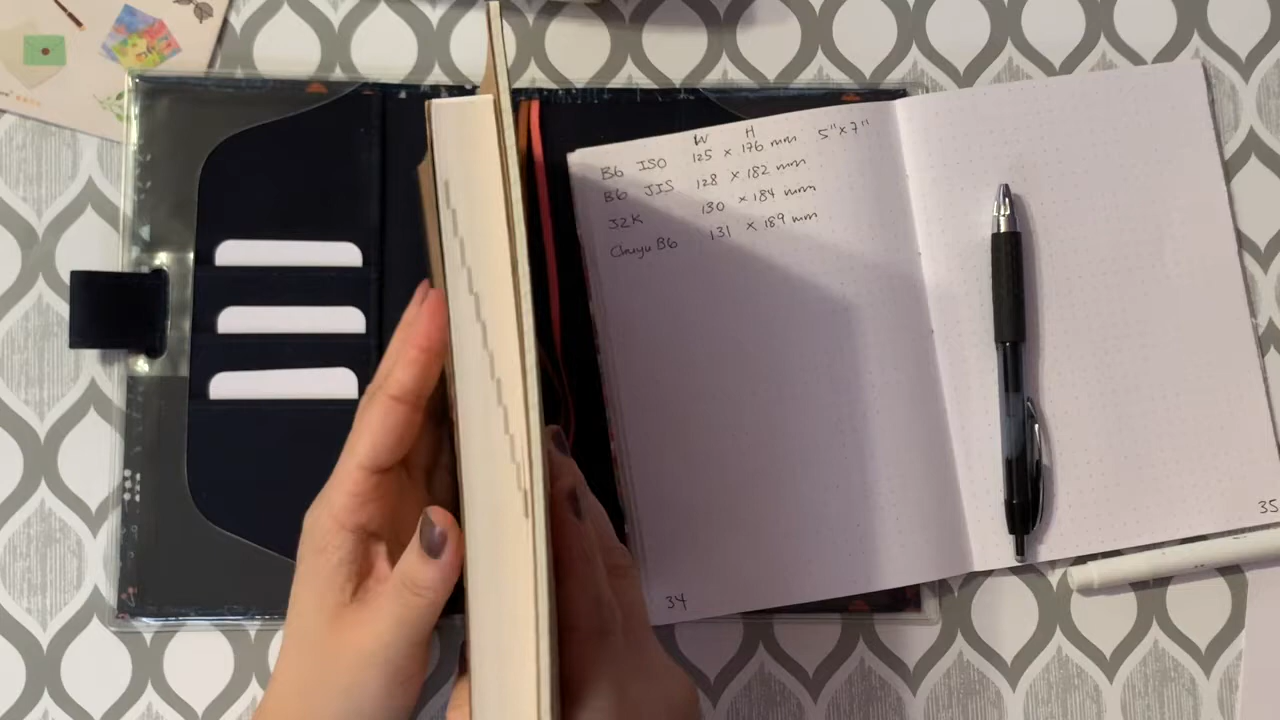 W H
B6 ISO 125 × 176 mm 5" x 7"
B6 JIS 128 × 182 mm
J2K 130 × 184 mm
Chuyu B6 131 × 189 mm
34
35